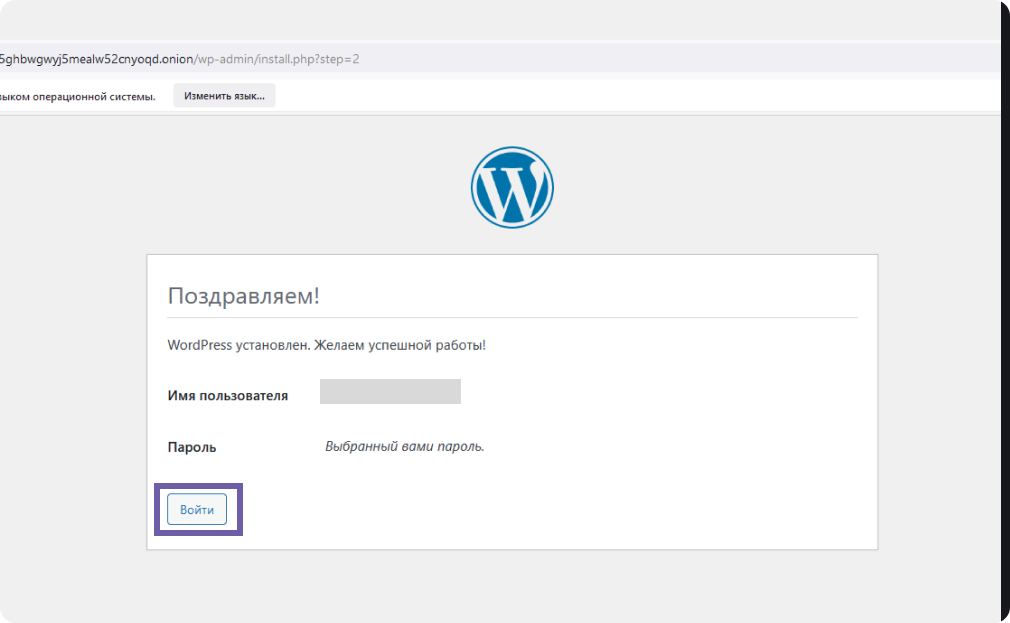 5ghbwgwyj5mealw52cnyoqd.onion/wp-admin/install.php?step=2
зыком операционной системы. Изменить язык...
Поздравляем!
WordPress установлен. Желаем успешной работы!
Имя пользователя
Пароль Выбранный вами пароль.
Войти